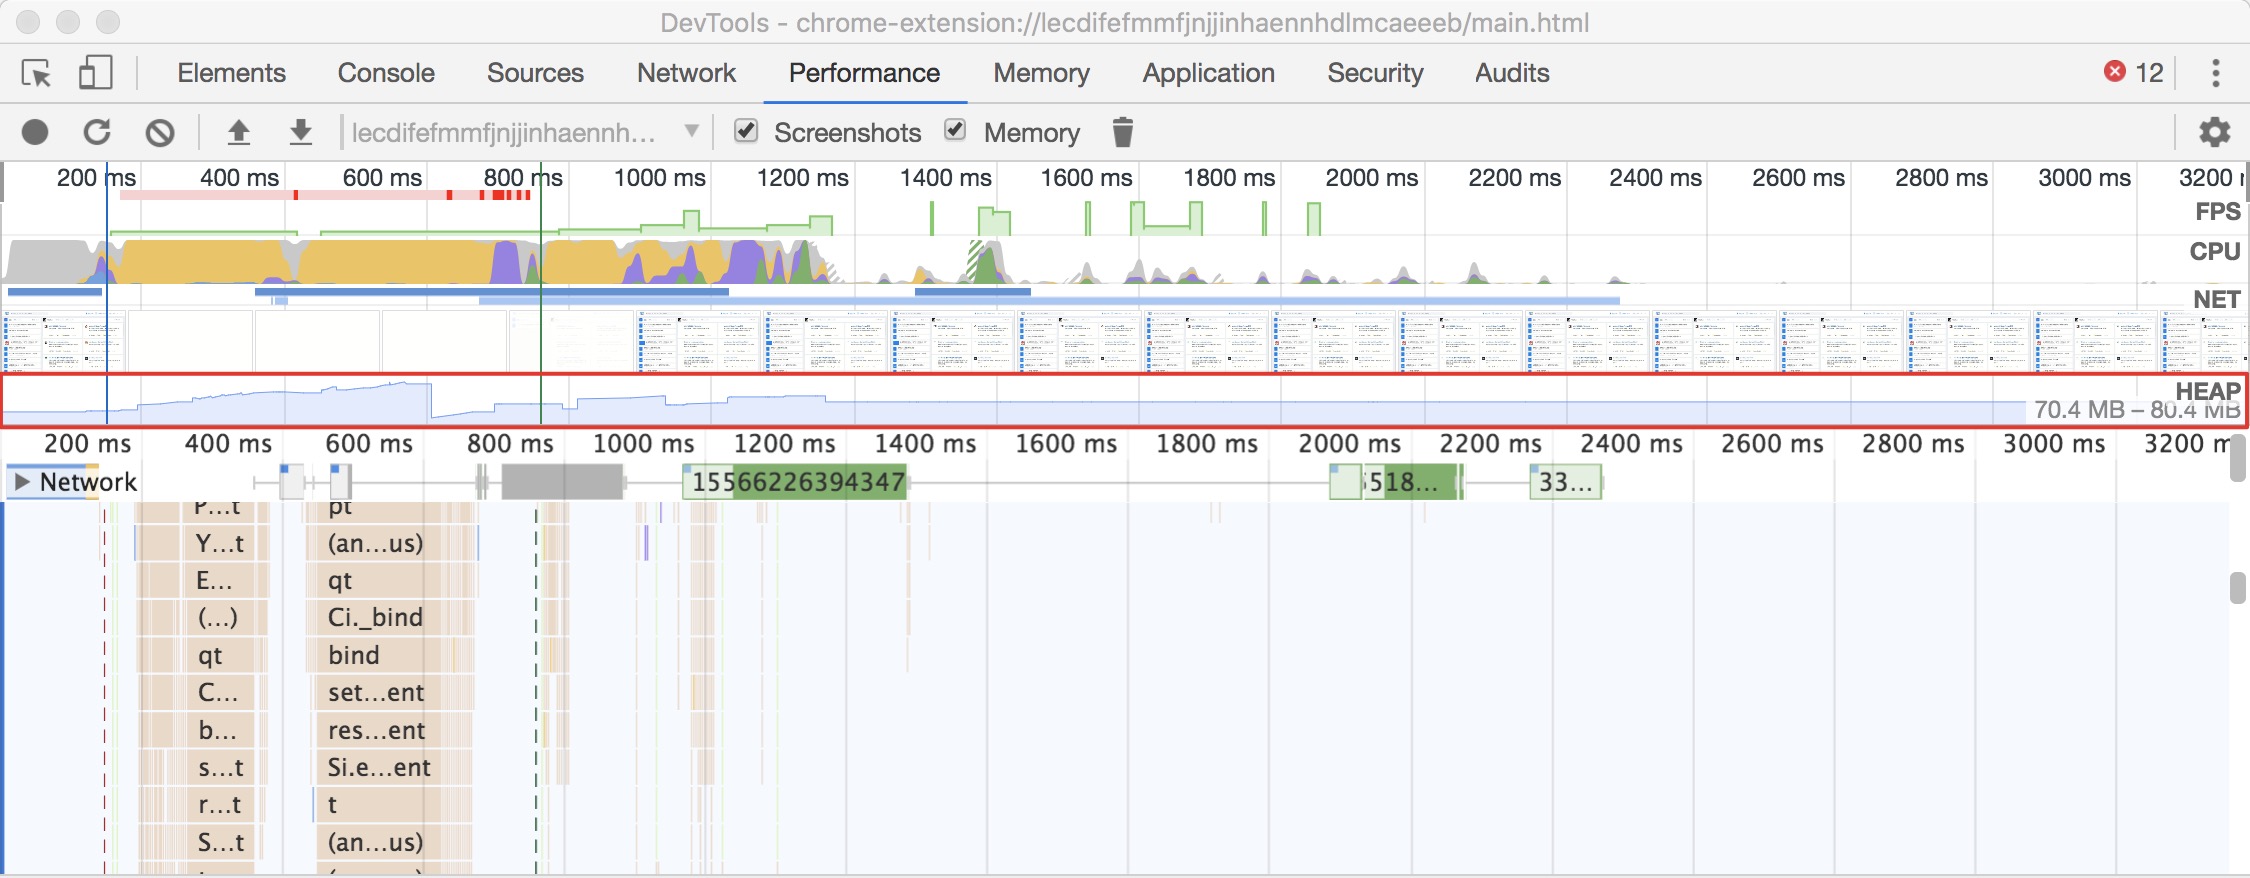 DevTools - chrome-extension://lecdifefmmfjnjjinhaennhdlmcaeeeb/main.html
Elements Console Sources Network Performance Memory Application Security Audits 12
lecdifefmmfjnjjinhaennh... Screenshots Memory
200 ms 400 ms 600 ms 800 ms 1000 ms 1200 ms 1400 ms 1600 ms 1800 ms 2000 ms 2200 ms 2400 ms 2600 ms 2800 ms 3000 ms 3200
FPS
CPU
NET
HEAP
70.4 MB – 80.4 MB
200 ms 400 ms 600 ms 800 ms 1000 ms 1200 ms 1400 ms 1600 ms 1800 ms 2000 ms 2200 ms 2400 ms 2600 ms 2800 ms 3000 ms 3200 m
Network 15566226394347 518... 33...
P...t pt
Y...t (an...us)
E... qt
(...) Ci._bind
qt bind
C... set...ent
b... res...ent
s...t Si.e...ent
r...t t
S...t (an...us)